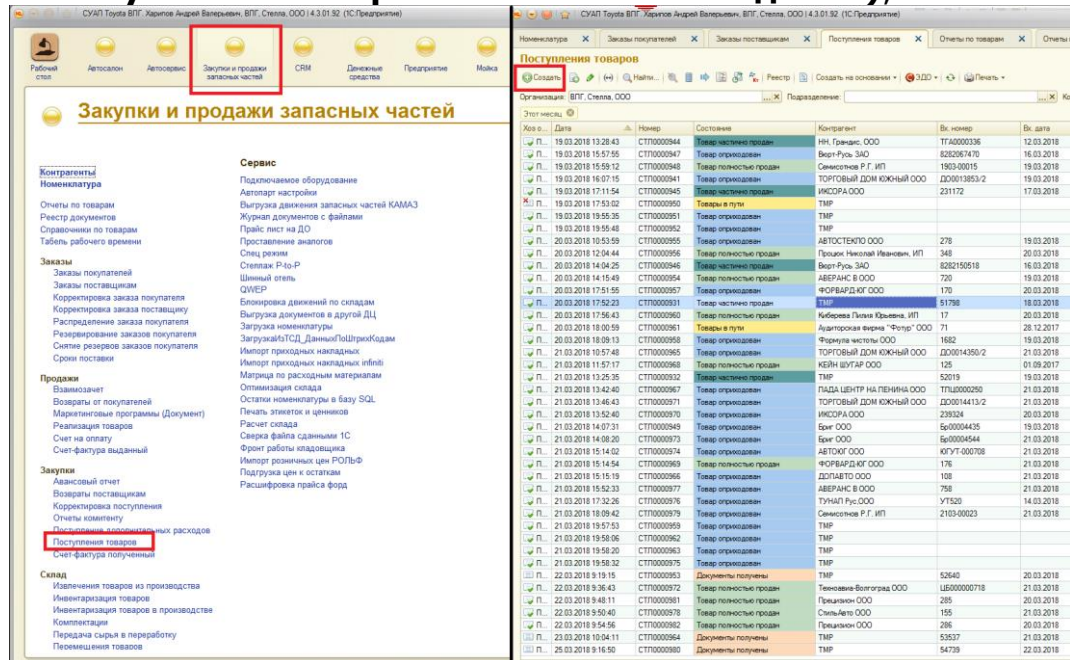 СУАП Toyota ВПГ. Харипов Андрей Валерьевич, ВПГ, Стелла, ООО | 4.3.01.92 (1С:Предприятие)
Рабочий стол
Автосалон
Автосервис
Закупки и продажи запасных частей
CRM
Денежные средства
Предприятие
Мойка
Закупки и продажи запасных частей
Контрагенты
Номенклатура
Отчеты по товарам
Реестр документов
Справочники по товарам
Табель рабочего времени
Заказы
Заказы покупателей
Заказы поставщикам
Корректировка заказа покупателя
Корректировка заказа поставщику
Распределение заказа покупателя
Резервирование заказов покупателя
Снятие резервов заказов покупателя
Сроки поставки
Продажи
Взаимозачет
Возвраты от покупателей
Маркетинговые программы (Документ)
Реализация товаров
Счет на оплату
Счет-фактура выданный
Закупки
Авансовый отчет
Возвраты поставщикам
Корректировка поступления
Отчеты комитенту
Поступление дополнительных расходов
Поступления товаров
Счет-фактура полученный
Склад
Извлечения товаров из производства
Инвентаризация товаров
Инвентаризация товаров в производстве
Комплектации
Передача сырья в переработку
Перемещения товаров
Сервис
Подключаемое оборудование
Автопарт настройки
Выгрузка движения запасных частей КАМАЗ
Журнал документов с файлами
Прайс лист на ДО
Проставление аналогов
Спец режим
Стеллаж P-to-P
Шинный отель
QWEP
Блокировка движений по складам
Выгрузка документов в другой ДЦ
Загрузка номенклатуры
ЗагрузкаИзТСД_ДанныхПоШтрихКодам
Импорт приходных накладных
Импорт приходных накладных infiniti
Матрица по расходным материалам
Оптимизация склада
Остатки номенклатуры в базу SQL
Печать этикеток и ценников
Расчет склада
Сверка файла сданными 1С
Фронт работы кладовщика
Импорт розничных цен РОЛЬФ
Подгрузка цен к остаткам
Расшифровка прайса форд
СУАП Toyota ВПГ. Харипов Андрей Валерьевич, ВПГ, Стелла, ООО | 4.3.01.92 (1С:Предприятие)
Номенклатура Заказы покупателей Заказы поставщикам Поступления товаров Отчеты по товарам Отчеты
Поступления товаров
Создать Найти... Реестр Создать на основании ЭДО Печать
Организация: ВПГ, Стелла, ООО Подразделение:
Этот месяц
Хоз о... Дата Номер Состояние Контрагент Вх. номер Вх. дата
П... 19.03.2018 13:28:43 СТП0000944 Товар частично продан НН, Грандис, ООО ТГА0000336 12.03.2018
П... 19.03.2018 15:57:55 СТП0000947 Товар оприходован Вюрт-Русь ЗАО 8282067470 16.03.2018
П... 19.03.2018 15:59:12 СТП0000948 Товар полностью продан Семисотнов Р.Г. ИП 1903-00015 19.03.2018
П... 19.03.2018 16:07:15 СТП0000941 Товар оприходован ТОРГОВЫЙ ДОМ ЮЖНЫЙ ООО ДО0013853/2 19.03.2018
П... 19.03.2018 17:11:54 СТП0000945 Товар частично продан ИКСОРА ООО 231172 17.03.2018
П... 19.03.2018 17:53:02 СТП0000950 Товары в пути ТМР
П... 19.03.2018 19:55:35 СТП0000951 Товар оприходован ТМР
П... 19.03.2018 19:55:48 СТП0000952 Товар оприходован ТМР
П... 20.03.2018 10:53:59 СТП0000955 Товар оприходован АВТОСТЕКЛО ООО 278 19.03.2018
П... 20.03.2018 12:04:44 СТП0000956 Товар полностью продан Процюк Николай Иванович, ИП 348 20.03.2018
П... 20.03.2018 14:04:25 СТП0000946 Товар частично продан Вюрт-Русь ЗАО 8282150518 16.03.2018
П... 20.03.2018 14:15:49 СТП0000954 Товар полностью продан АВЕРАНС В ООО 720 19.03.2018
П... 20.03.2018 17:51:55 СТП0000957 Товар оприходован ФОРВАРД-ЮГ ООО 170 20.03.2018
П... 20.03.2018 17:52:23 СТП0000931 Товар частично продан ТМР 51798 18.03.2018
П... 20.03.2018 17:56:43 СТП0000960 Товар полностью продан Киберева Лилия Юрьевна, ИП 17 20.03.2018
П... 20.03.2018 18:00:59 СТП0000961 Товары в пути Аудиторская фирма "Фотур" ООО 71 28.12.2017
П... 20.03.2018 18:09:13 СТП0000958 Товар оприходован Формула чистоты ООО 1682 19.03.2018
П... 21.03.2018 10:57:48 СТП0000965 Товар оприходован ТОРГОВЫЙ ДОМ ЮЖНЫЙ ООО ДО0014350/2 21.03.2018
П... 21.03.2018 11:57:17 СТП0000968 Товар полностью продан КЕЙН ШУГАР ООО 125 01.09.2017
П... 21.03.2018 13:25:35 СТП0000932 Товар частично продан ТМР 52019 19.03.2018
П... 21.03.2018 13:42:40 СТП0000967 Товар оприходован ЛАДА ЦЕНТР НА ЛЕНИНА ООО ТПЦ0000250 21.03.2018
П... 21.03.2018 13:46:43 СТП0000971 Товар оприходован ТОРГОВЫЙ ДОМ ЮЖНЫЙ ООО ДО0014413/2 21.03.2018
П... 21.03.2018 13:52:40 СТП0000970 Товар оприходован ИКСОРА ООО 239324 20.03.2018
П... 21.03.2018 14:07:31 СТП0000949 Товар оприходован Бриг ООО Бр00004435 19.03.2018
П... 21.03.2018 14:08:20 СТП0000973 Товар оприходован Бриг ООО Бр00004544 21.03.2018
П... 21.03.2018 15:14:02 СТП0000974 Товар оприходован АВТОЮГ ООО ЮГУТ-000708 21.03.2018
П... 21.03.2018 15:14:54 СТП0000969 Товар полностью продан ФОРВАРД-ЮГ ООО 176 21.03.2018
П... 21.03.2018 15:15:19 СТП0000966 Товар оприходован ДОПАВТО ООО 108 21.03.2018
П... 21.03.2018 15:52:33 СТП0000977 Товар оприходован АВЕРАНС В ООО 758 21.03.2018
П... 21.03.2018 17:32:26 СТП0000976 Товар оприходован ТУНАП Рус,ООО УТ520 14.03.2018
П... 21.03.2018 18:09:42 СТП0000979 Товар полностью продан Семисотнов Р.Г. ИП 2103-00023 21.03.2018
П... 21.03.2018 19:57:53 СТП0000959 Товар оприходован ТМР
П... 21.03.2018 19:58:06 СТП0000962 Товар оприходован ТМР
П... 21.03.2018 19:58:20 СТП0000963 Товар оприходован ТМР
П... 21.03.2018 19:58:32 СТП0000975 Товар оприходован ТМР
П... 22.03.2018 9:19:15 СТП0000953 Документы получены ТМР 52640 20.03.2018
П... 22.03.2018 9:36:43 СТП0000972 Товар полностью продан Техноавиа-Волгоград ООО ЦБ000000718 21.03.2018
П... 22.03.2018 9:48:11 СТП0000981 Товар полностью продан Прецизион ООО 285 20.03.2018
П... 22.03.2018 9:50:40 СТП0000978 Товар полностью продан СтильАвто ООО 155 21.03.2018
П... 22.03.2018 9:54:56 СТП0000982 Товар полностью продан Прецизион ООО 286 20.03.2018
П... 23.03.2018 10:04:11 СТП0000964 Документы получены ТМР 53537 21.03.2018
П... 25.03.2018 9:16:50 СТП0000980 Документы получены ТМР 54739 22.03.2018